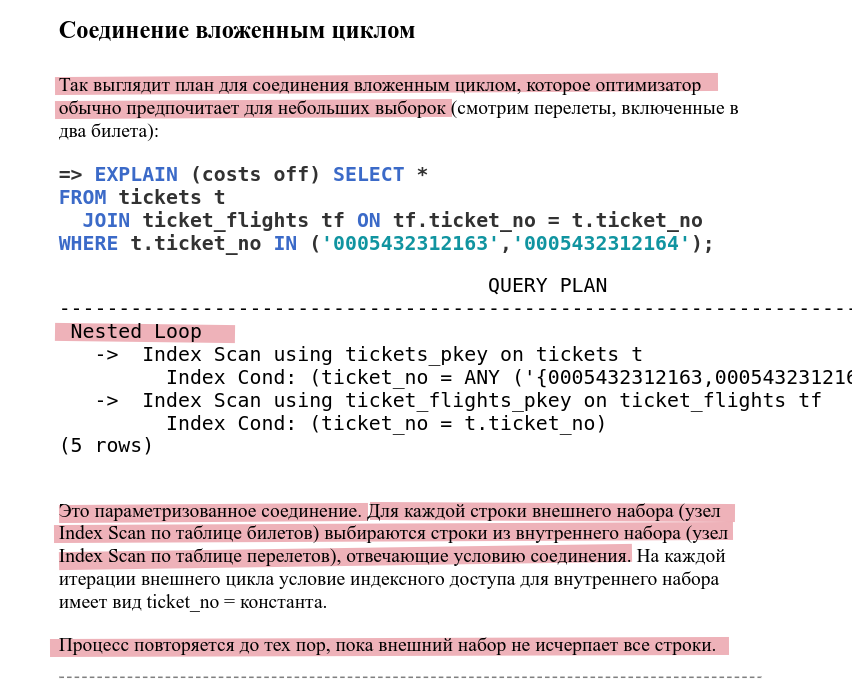 Соединение вложенным циклом
Так выглядит план для соединения вложенным циклом, которое оптимизатор
обычно предпочитает для небольших выборок (смотрим перелеты, включенные в
два билета):
=> EXPLAIN (costs off) SELECT *
FROM tickets t
  JOIN ticket_flights tf ON tf.ticket_no = t.ticket_no
WHERE t.ticket_no IN ('0005432312163','0005432312164');
QUERY PLAN
-------------------------------------------------------------------
 Nested Loop
   ->  Index Scan using tickets_pkey on tickets t
         Index Cond: (ticket_no = ANY ('{0005432312163,000543231216
   ->  Index Scan using ticket_flights_pkey on ticket_flights tf
         Index Cond: (ticket_no = t.ticket_no)
(5 rows)
Это параметризованное соединение. Для каждой строки внешнего набора (узел
Index Scan по таблице билетов) выбираются строки из внутреннего набора (узел
Index Scan по таблице перелетов), отвечающие условию соединения. На каждой
итерации внешнего цикла условие индексного доступа для внутреннего набора
имеет вид ticket_no = константа.
Процесс повторяется до тех пор, пока внешний набор не исчерпает все строки.